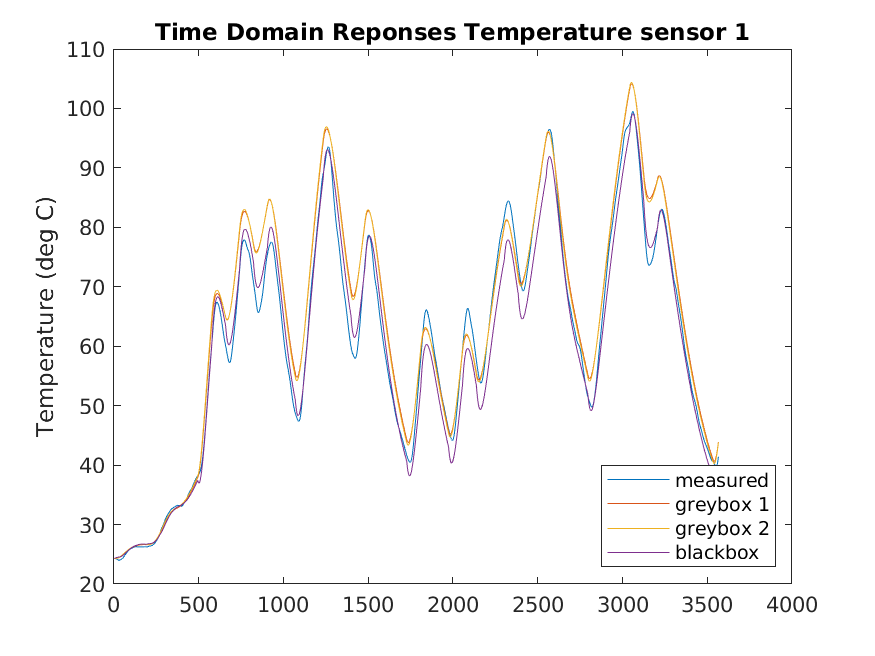 Time Domain Reponses Temperature sensor 1
110
100
90
80
70
60
50
40
30
20
Temperature (deg C)
measured
greybox 1
greybox 2
blackbox
0 500 1000 1500 2000 2500 3000 3500 4000